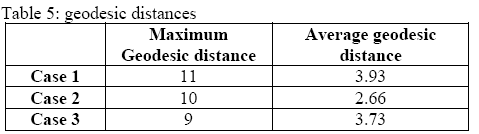 Table 5: geodesic distances
Maximum Geodesic distance Average geodesic distance
Case 1 11 3.93
Case 2 10 2.66
Case 3 9 3.73